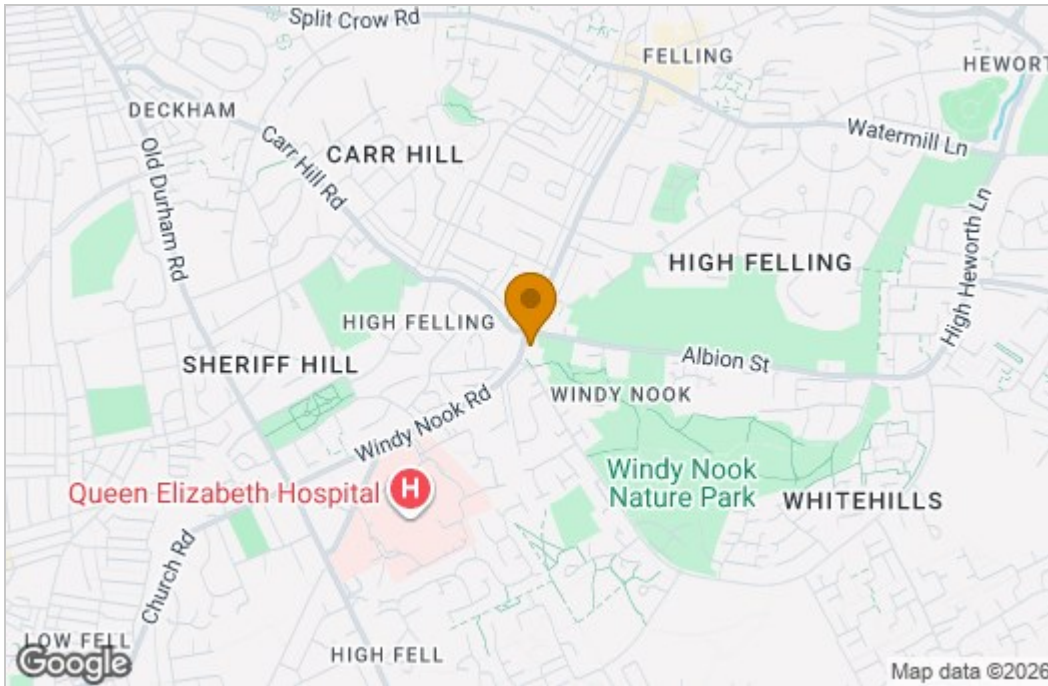 Split Crow Rd
FELLING
HEWORT
DECKHAM
Watermill Ln
CARR HILL
Carr Hill Rd
Old Durham Rd
High Heworth Ln
HIGH FELLING
HIGH FELLING
Albion St
SHERIFF HILL
WINDY NOOK
Windy Nook Rd
Windy Nook
Nature Park
Queen Elizabeth Hospital
H
WHITEHILLS
Church Rd
LOW FELL
HIGH FELL
Google
Map data ©2026